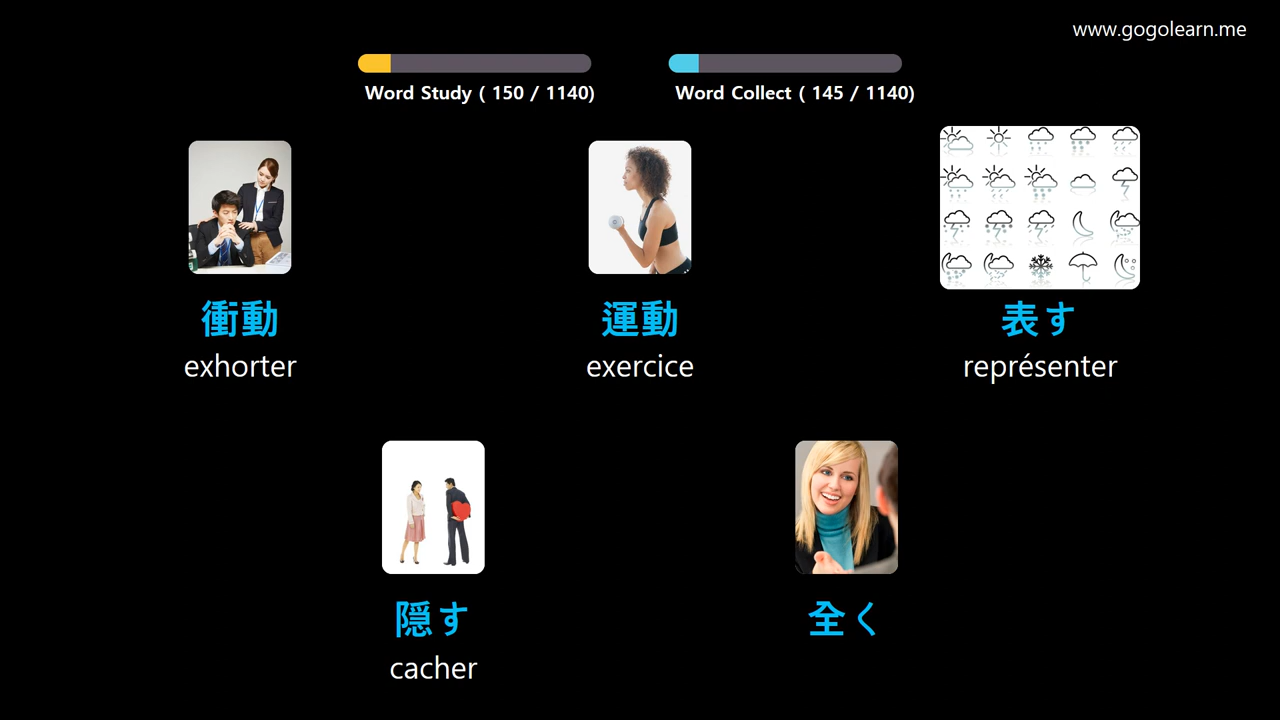 www.gogolearn.me
Word Study ( 150 / 1140)
Word Collect ( 145 / 1140)
衝動
exhorter
運動
exercice
表す
représenter
隠す
cacher
全く